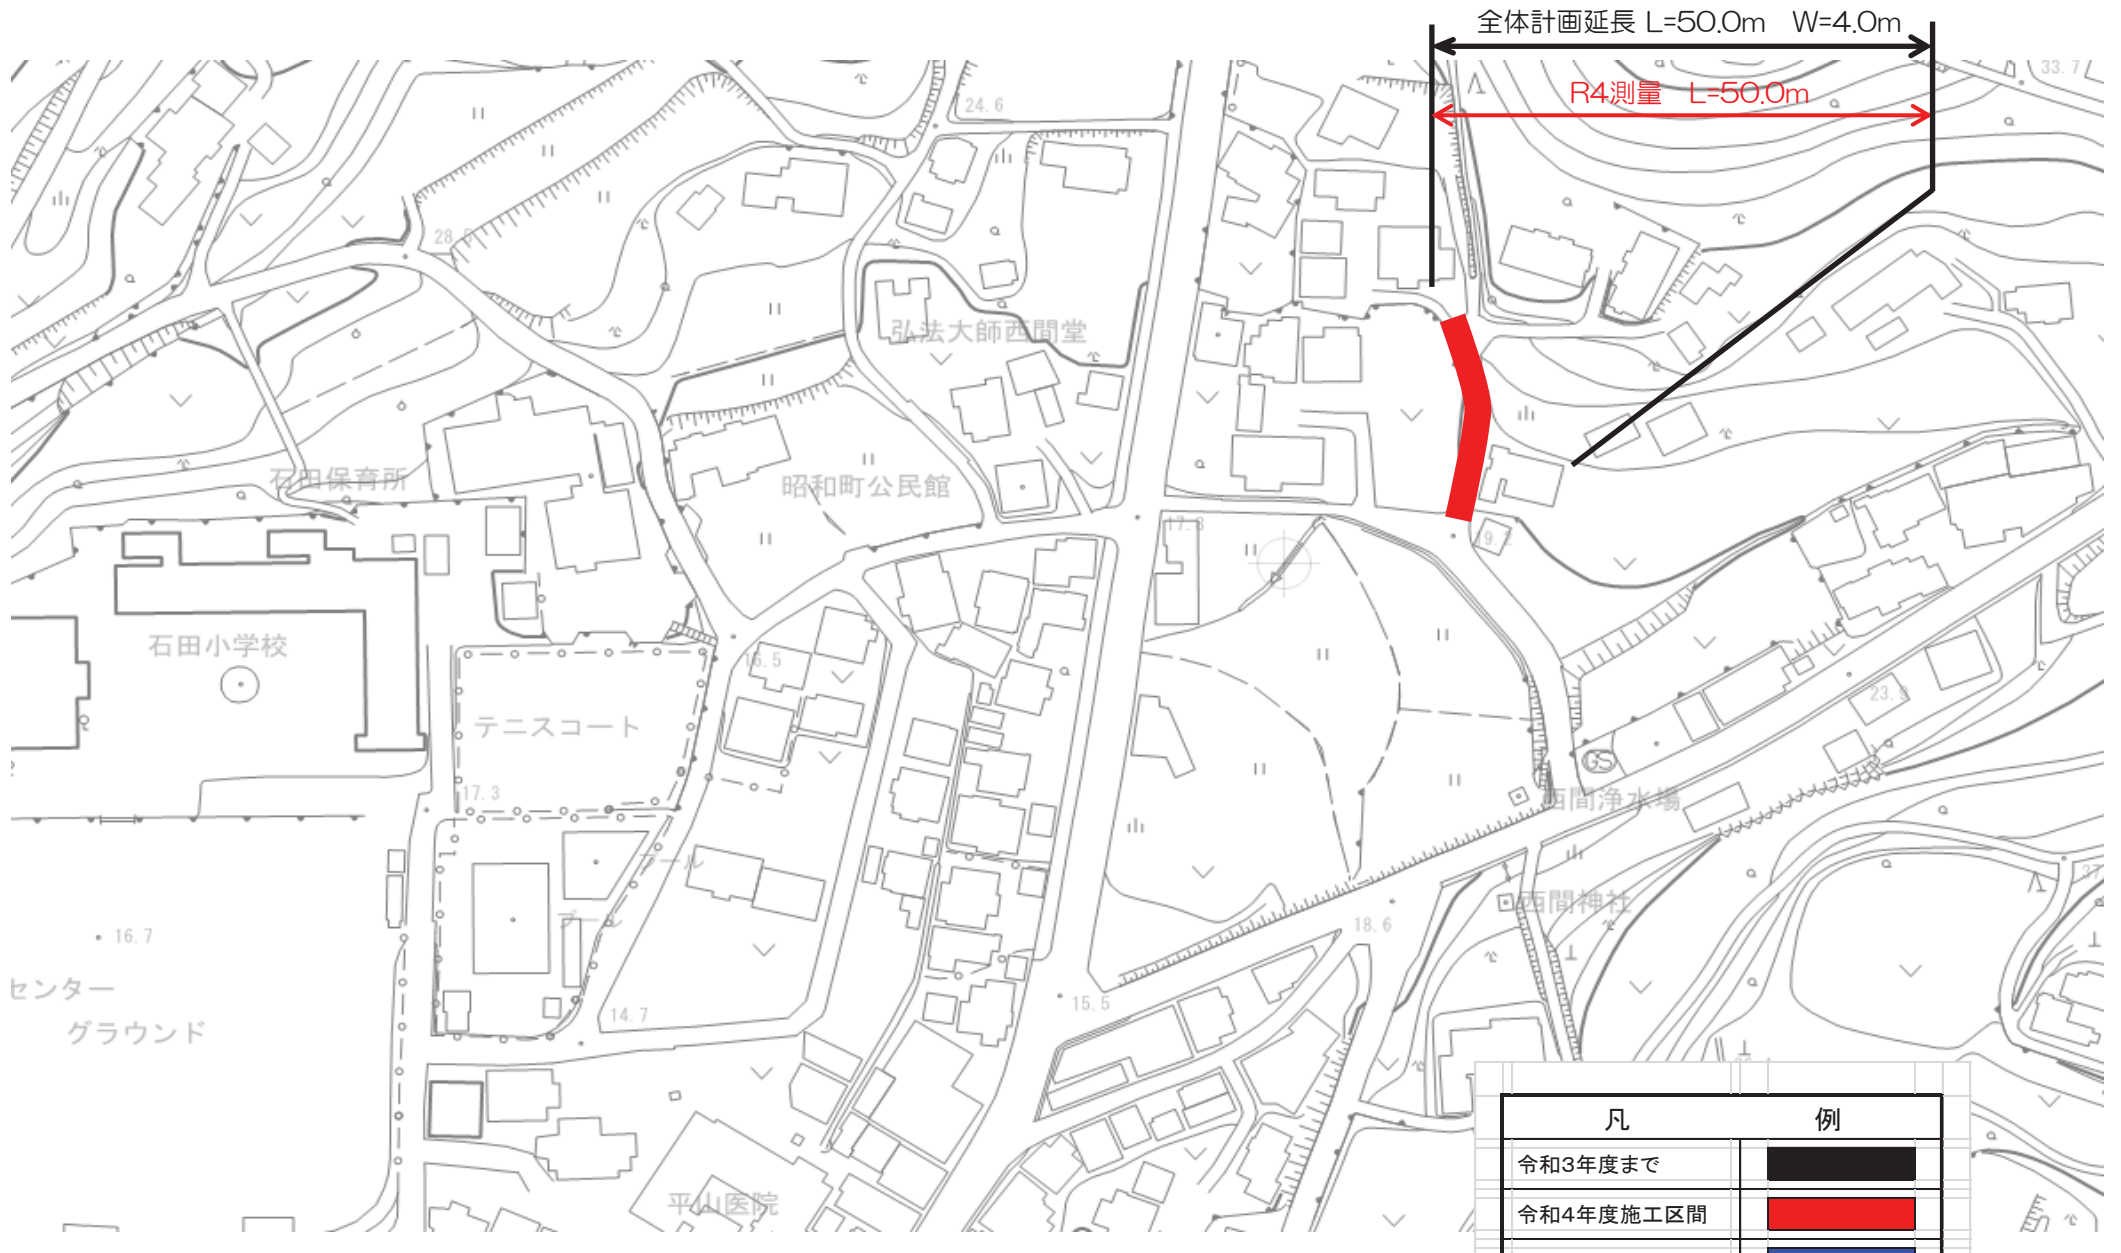 全体計画延長 L=50.0m　W=4.0m
R4測量　L=50.0m
33.7
24.6
28.5
弘法大師西間堂
石田保育所
昭和町公民館
17.3
19.2
石田小学校
16.5
テニスコート
23.9
17.3
西間浄水場
プール
プール
西間神社
16.7
18.6
センター
グラウンド
14.7
15.5
平山医院
凡　例
令和3年度まで
令和4年度施工区間